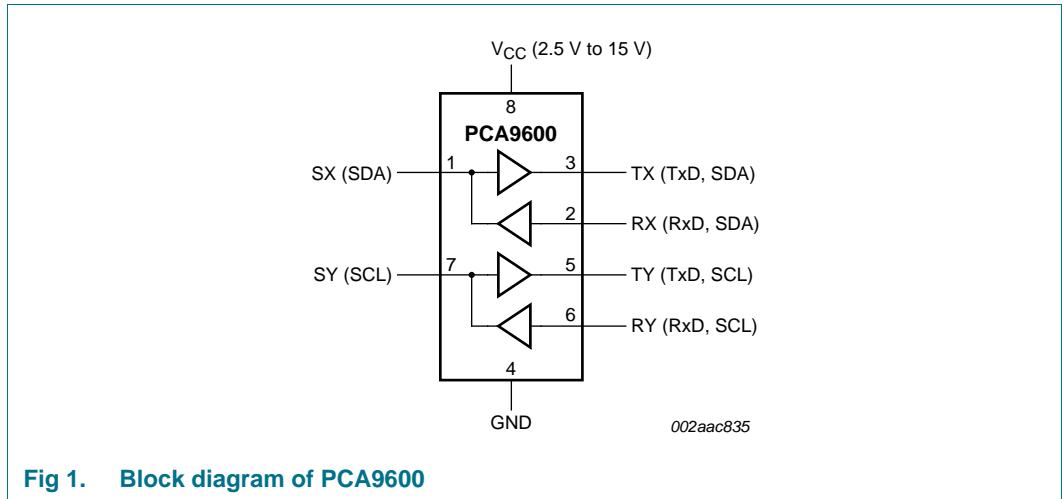 VCC (2.5 V to 15 V)
8
PCA9600
SX (SDA) 1 3 TX (TxD, SDA)
2 RX (RxD, SDA)
SY (SCL) 7 5 TY (TxD, SCL)
6 RY (RxD, SCL)
4
GND
002aac835
Fig 1. Block diagram of PCA9600